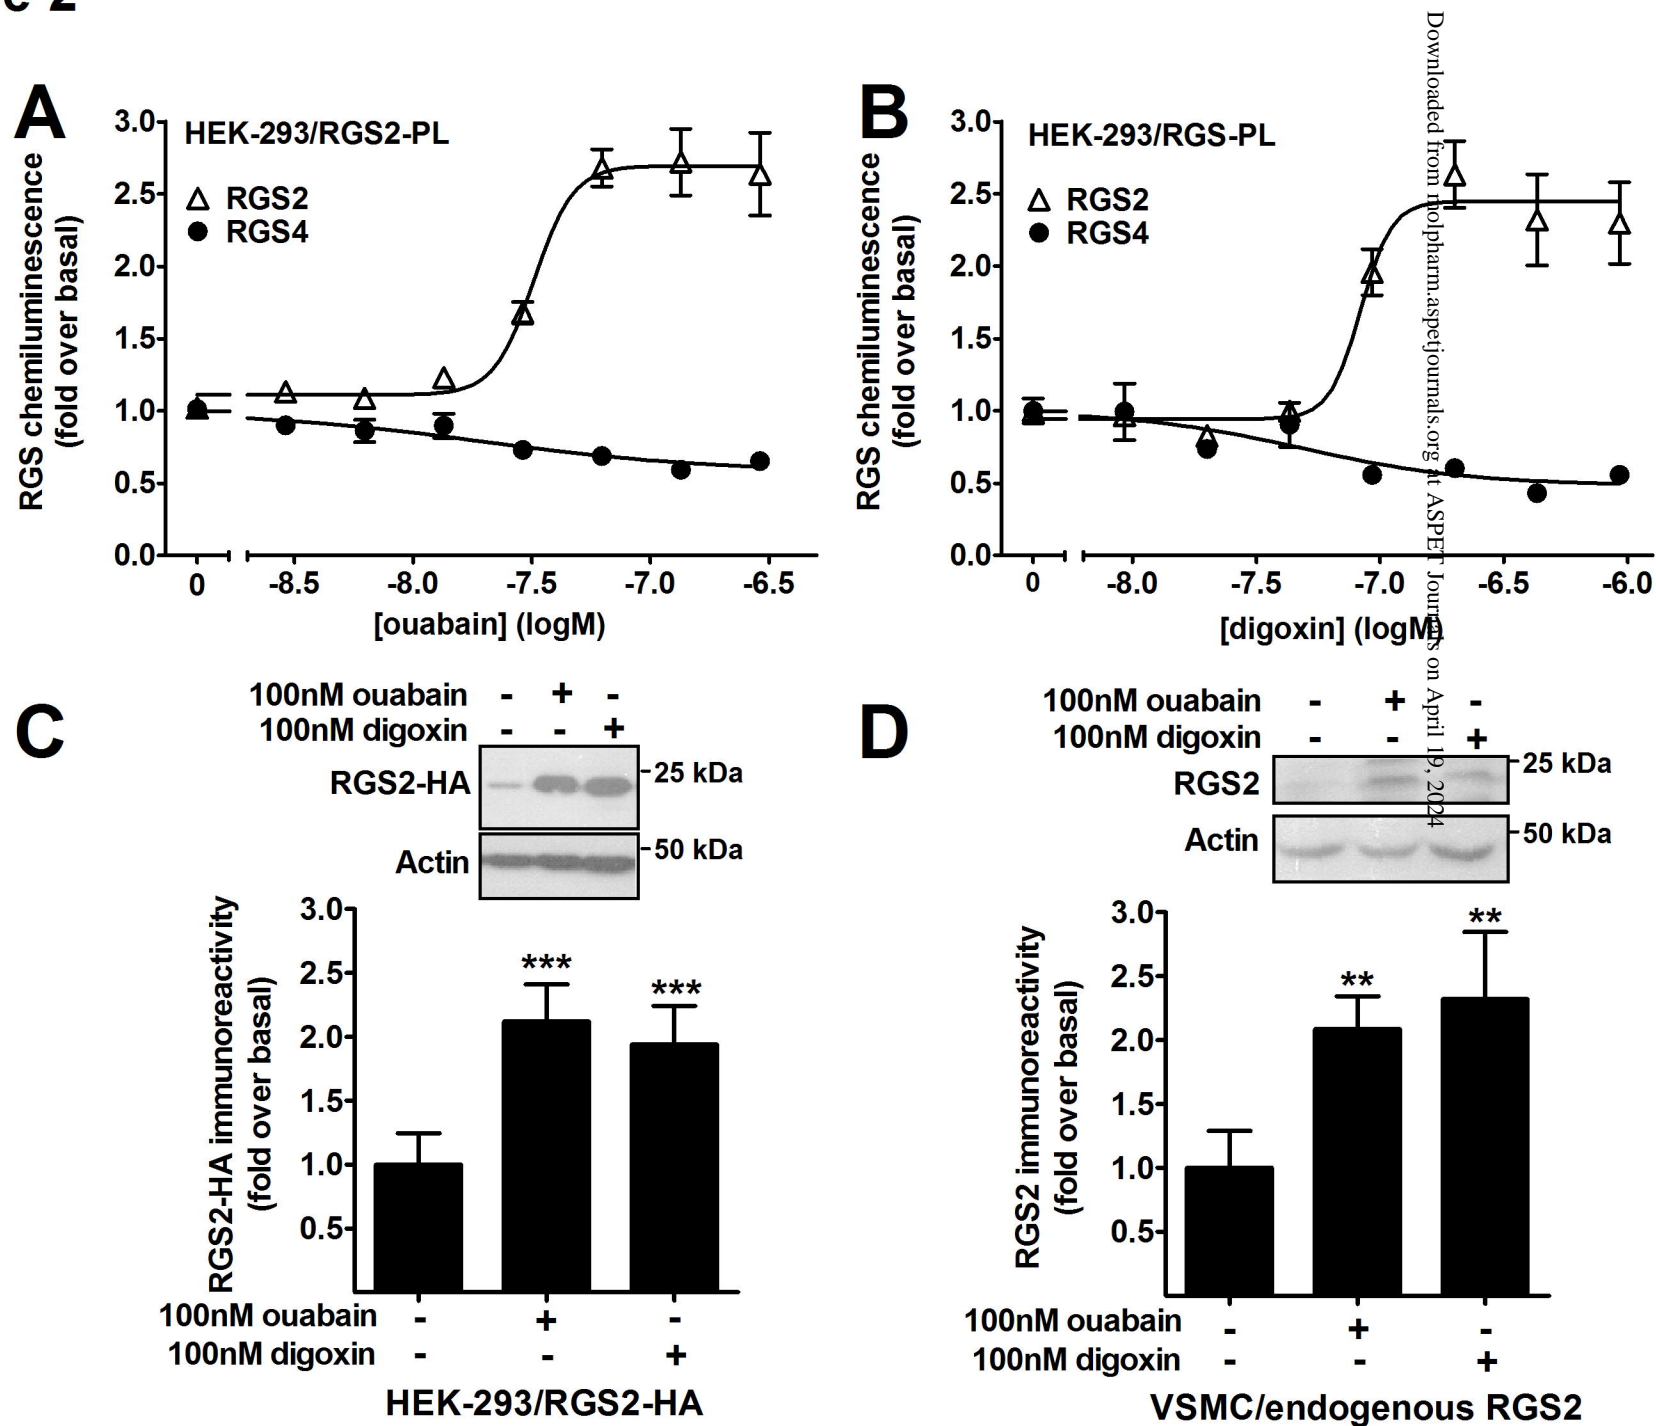 e 2
A
HEK-293/RGS2-PL
RGS2
RGS4
RGS chemiluminescence
(fold over basal)
3.0
2.5
2.0
1.5
1.0
0.5
0.0
0 -8.5 -8.0 -7.5 -7.0 -6.5
[ouabain] (logM)
B
HEK-293/RGS-PL
RGS2
RGS4
RGS chemiluminescence
(fold over basal)
3.0
2.5
2.0
1.5
1.0
0.5
0.0
0 -8.0 -7.5 -7.0 -6.5 -6.0
[digoxin] (logM)
Downloaded from molpharm.aspetjournals.org at ASPET Journals on April 19, 2024
C
100nM ouabain - + -
100nM digoxin - - +
RGS2-HA
25 kDa
Actin
50 kDa
RGS2-HA immunoreactivity
(fold over basal)
3.0
2.5
2.0
1.5
1.0
0.5
*** ***
100nM ouabain - + -
100nM digoxin - - +
HEK-293/RGS2-HA
D
100nM ouabain - + -
100nM digoxin - - +
RGS2
25 kDa
Actin
50 kDa
RGS2 immunoreactivity
(fold over basal)
3.0
2.5
2.0
1.5
1.0
0.5
** **
100nM ouabain - + -
100nM digoxin - - +
VSMC/endogenous RGS2